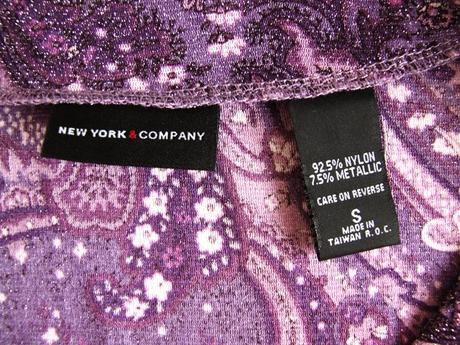 NEW YORK & COMPANY
92.5% NYLON
7.5% METALLIC
CARE ON REVERSE
S
MADE IN
TAIWAN R.O.C.